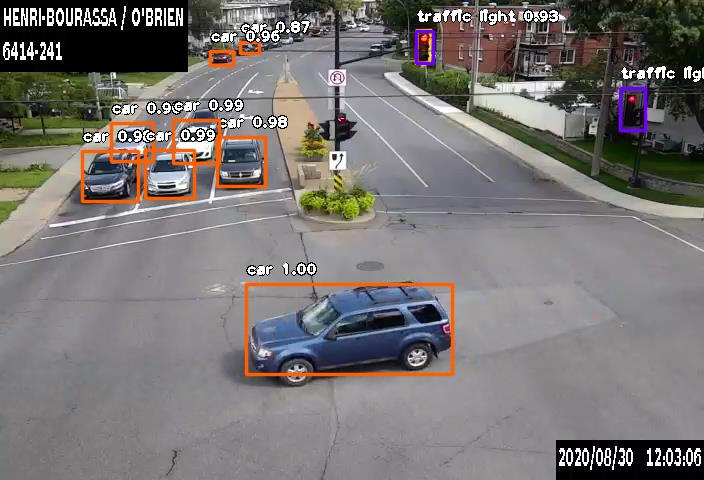 HENRI-BOURASSA / O'BRIEN
6414-241
traffic light 0.93
car 0.87
car 0.96
traffic
car 0.99
car 0.98
car 1.00
2020/08/30 12:03:06